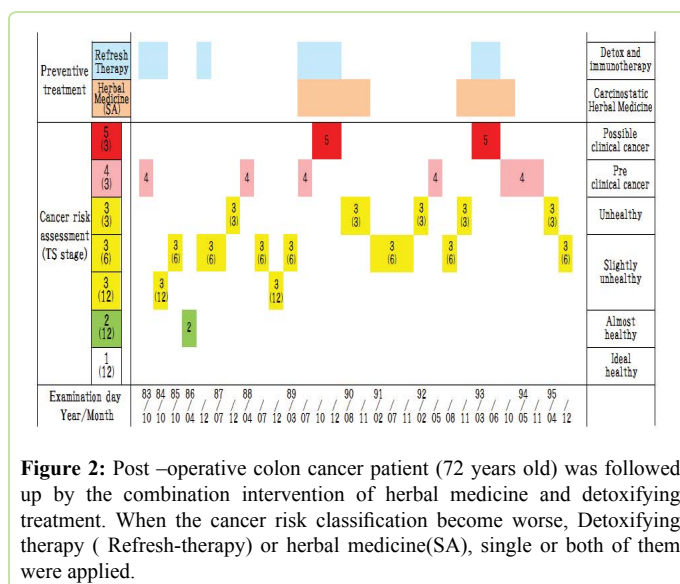 Preventive treatment
Refresh Therapy
Herbal Medicine (SA)
Detox and immunotherapy
Carcinostatic Herbal Medicine
Cancer risk assessment (TS stage)
5 (3)
5
5
Possible clinical cancer
4 (3)
4
4
4
4
4
Pre clinical cancer
3 (3)
3 (3)
3 (3)
3 (3)
3 (3)
3 (3)
Unhealthy
3 (6)
3 (6)
3 (6)
3 (6)
3 (6)
3 (6)
3 (6)
3 (6)
Slightly unhealthy
3 (12)
3 (12)
3 (12)
2 (12)
2
Almost healthy
1 (12)
Ideal healthy
Examination day
Year/Month
83 84 85 86 87 88 89 90 91 92 93 94 95
/ / / / / / / / / / / / / / / / / / / / / / / / / / / / / /
10 10 10 04 12 07 12 04 07 12 03 07 10 12 08 11 02 07 11 02 05 08 11 03 06 10 05 11 04 12
Figure 2: Post –operative colon cancer patient (72 years old) was followed
up by the combination intervention of herbal medicine and detoxifying
treatment. When the cancer risk classification become worse, Detoxifying
therapy ( Refresh-therapy) or herbal medicine(SA), single or both of them
were applied.